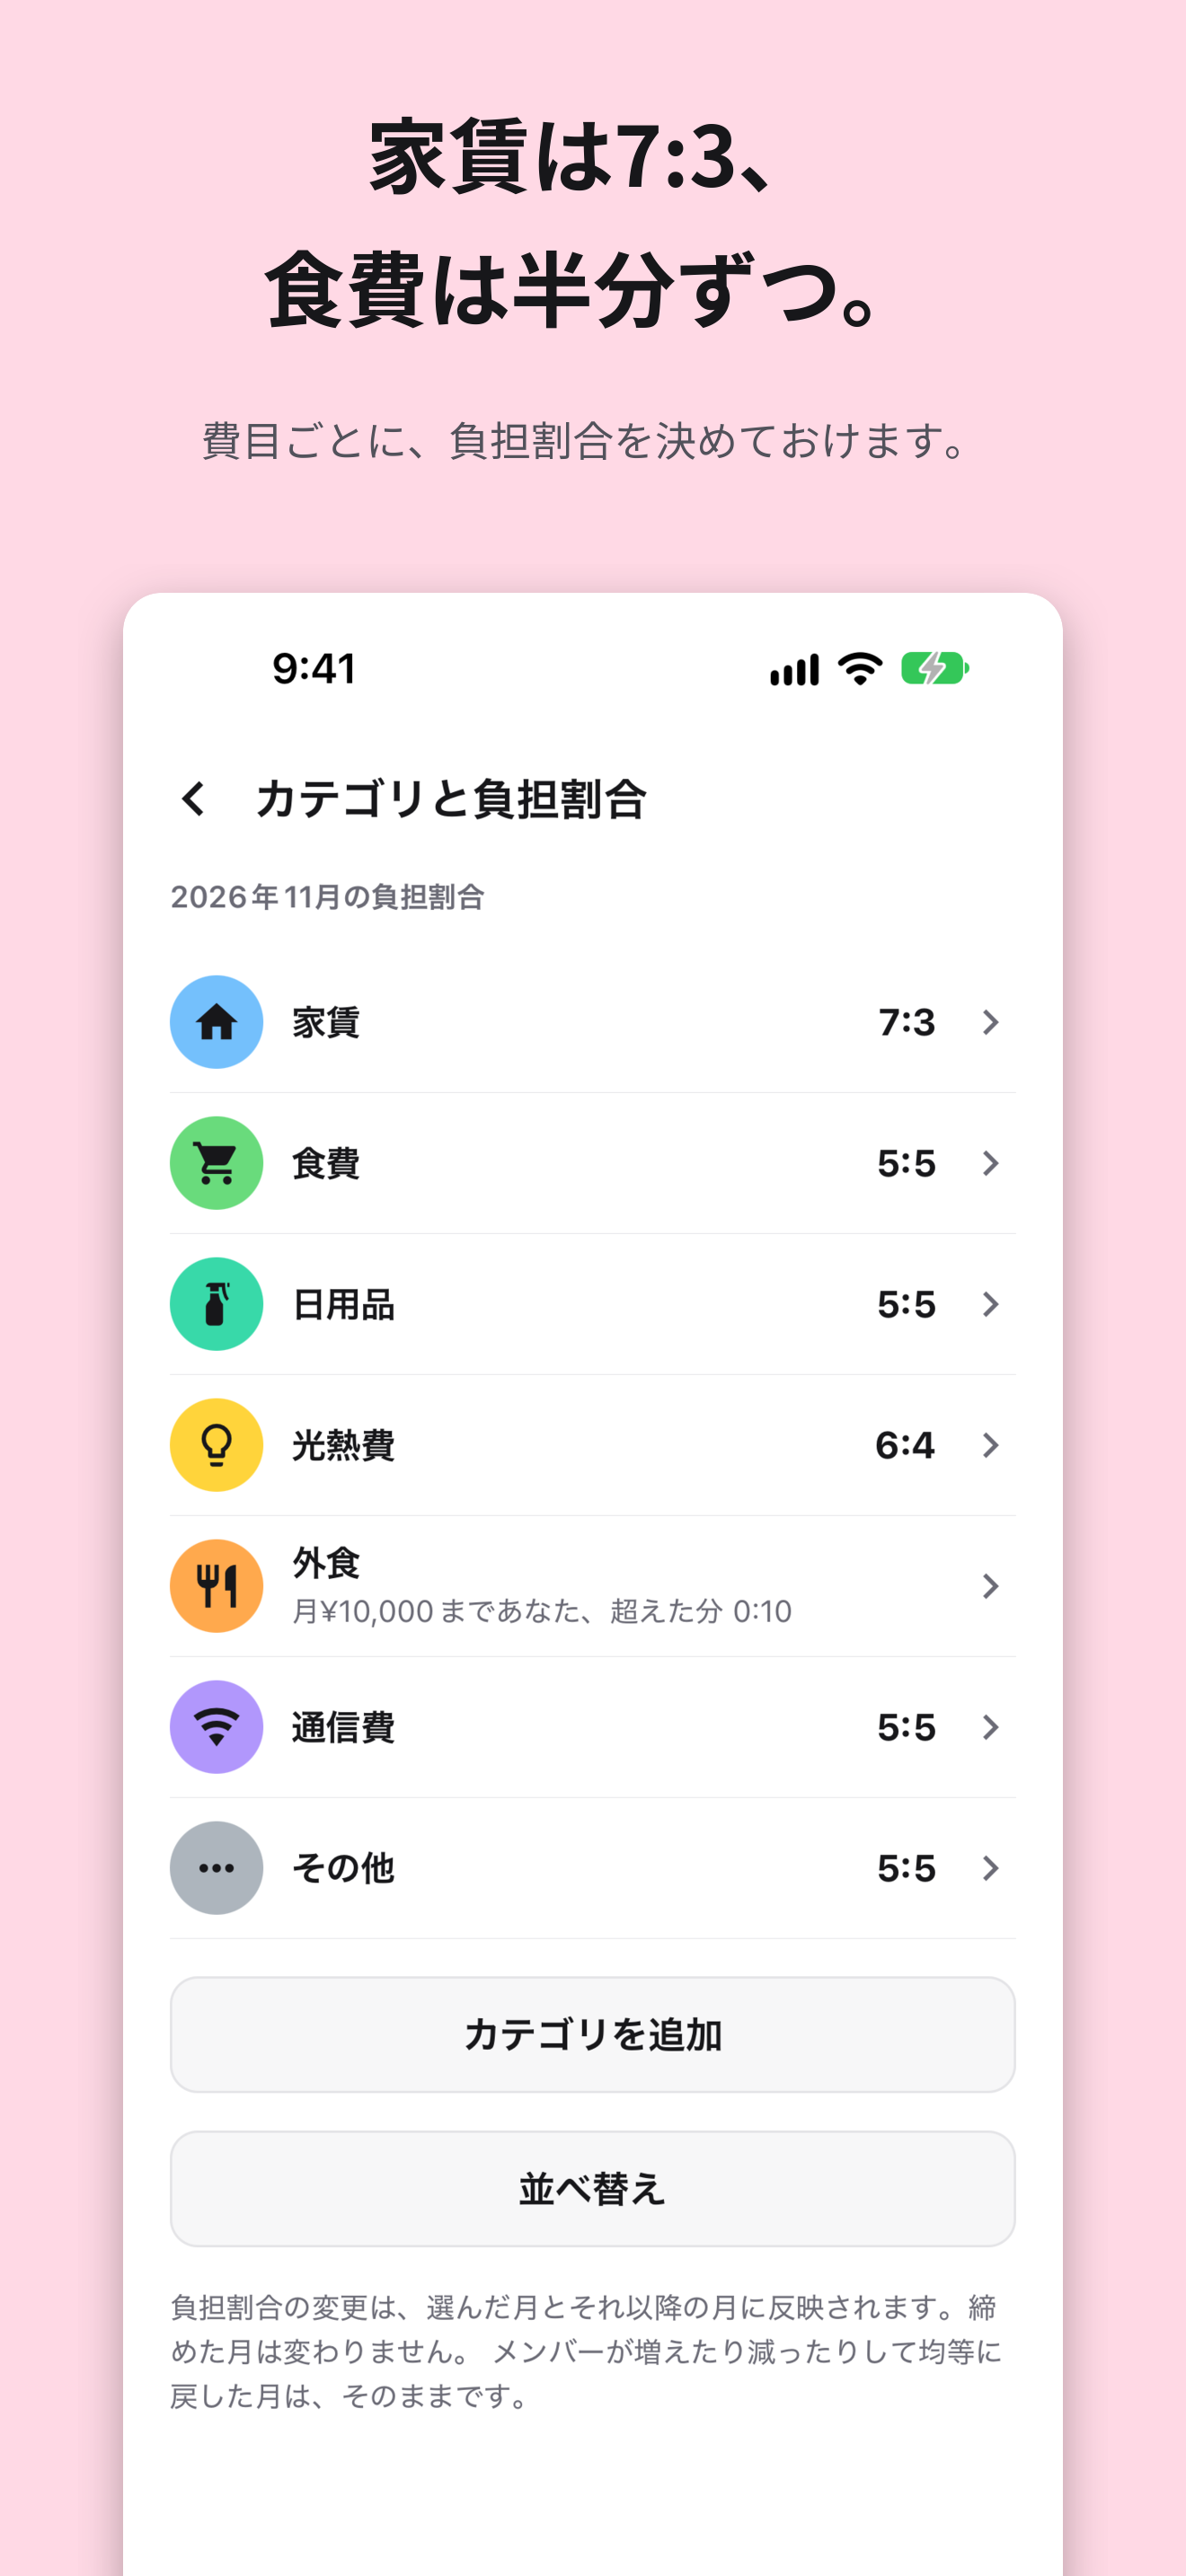 家賃は7:3、
食費は半分ずつ。
費目ごとに、負担割合を決めておけます。
9:41
カテゴリと負担割合
2026年11月の負担割合
家賃 7:3
食費 5:5
日用品 5:5
光熱費 6:4
外食
月¥10,000まであなた、超えた分 0:10
通信費 5:5
その他 5:5
カテゴリを追加
並べ替え
負担割合の変更は、選んだ月とそれ以降の月に反映されます。締
めた月は変わりません。 メンバーが増えたり減ったりして均等に
戻した月は、そのままです。